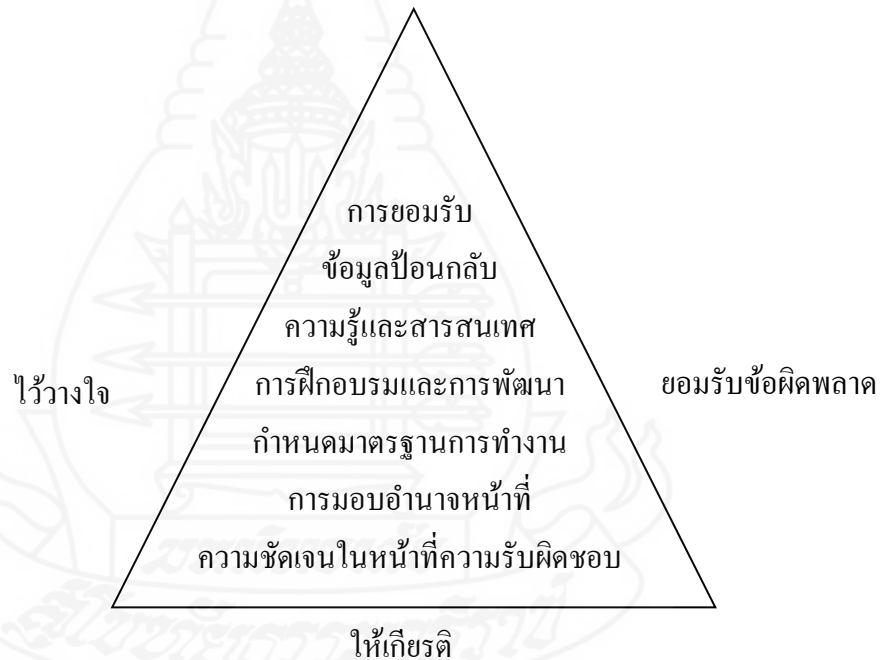 การยอมรับ
ข้อมูลป้อนกลับ
ความรู้และสารสนเทศ
ไว้วางใจ
การฝึกอบรมและการพัฒนา
ยอมรับข้อผิดพลาด
กำหนดมาตรฐานการทำงาน
การมอบอำนาจหน้าที่
ความชัดเจนในหน้าที่ความรับผิดชอบ
ให้เกียรติ